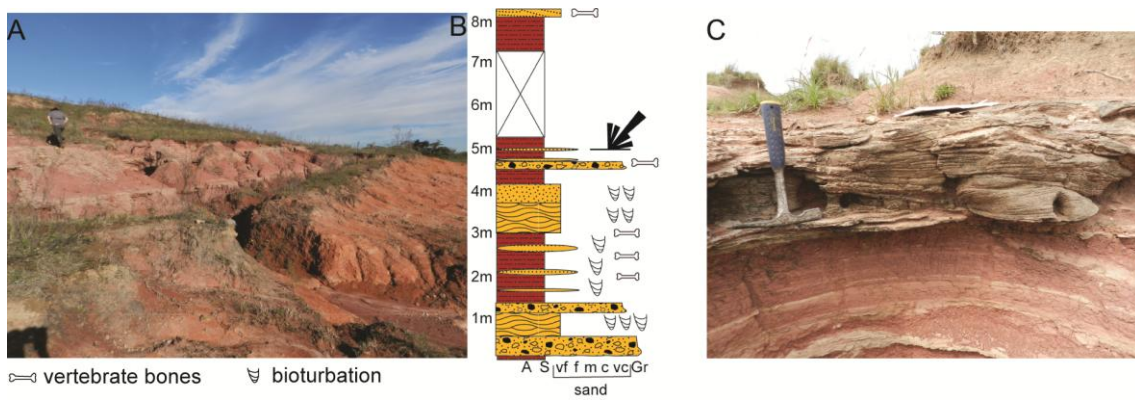 A
B
C
8m
7m
6m
5m
4m
3m
2m
1m
A S vf f m c vc Gr
sand
vertebrate bones bioturbation